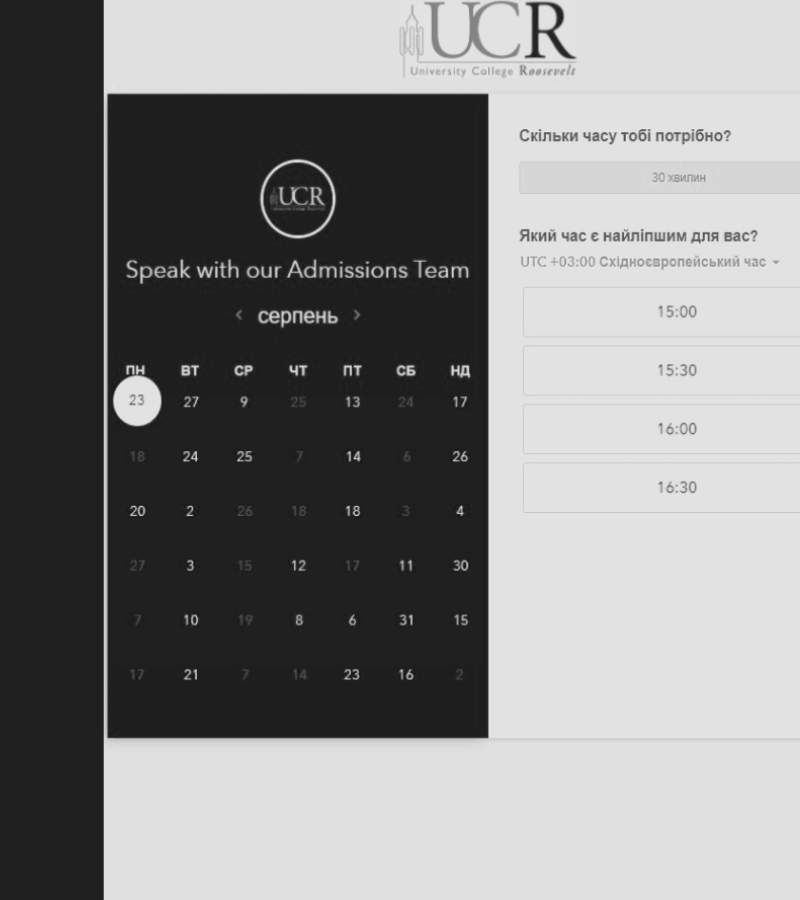 UCR
University College Roosevelt
UCR
Speak with our Admissions Team
< серпень >
ПН ВТ СР ЧТ ПТ СБ НД
23 27 9 25 13 24 17
18 24 25 7 14 6 26
20 2 26 18 18 3 4
27 3 15 12 17 11 30
7 10 19 8 6 31 15
17 21 7 14 23 16 2
Скільки часу тобі потрібно?
30 хвилин
Який час є найліпшим для вас?
UTC +03:00 Східноєвропейський час
15:00
15:30
16:00
16:30